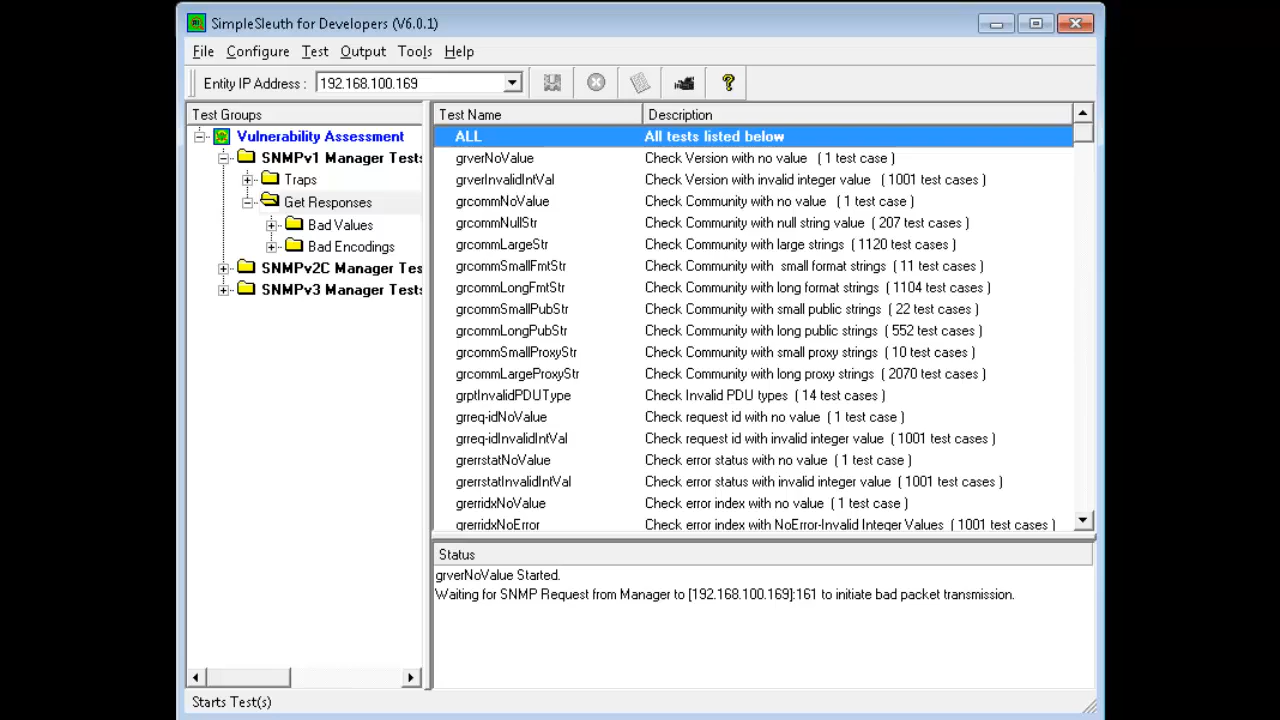 SimpleSleuth for Developers (V6.0.1)
File Configure Test Output Tools Help
Entity IP Address : 192.168.100.169
Test Groups
Vulnerability Assessment
SNMPv1 Manager Tests
Traps
Get Responses
Bad Values
Bad Encodings
SNMPv2C Manager Tes
SNMPv3 Manager Tests
Test Name Description
ALL All tests listed below
grverNoValue Check Version with no value ( 1 test case )
grverInvalidIntVal Check Version with invalid integer value ( 1001 test cases )
grcommNoValue Check Community with no value ( 1 test case )
grcommNullStr Check Community with null string value ( 207 test cases )
grcommLargeStr Check Community with large strings ( 1120 test cases )
grcommSmallFmtStr Check Community with small format strings ( 11 test cases )
grcommLongFmtStr Check Community with long format strings ( 1104 test cases )
grcommSmallPubStr Check Community with small public strings ( 22 test cases )
grcommLongPubStr Check Community with long public strings ( 552 test cases )
grcommSmallProxyStr Check Community with small proxy strings ( 10 test cases )
grcommLargeProxyStr Check Community with long proxy strings ( 2070 test cases )
grptInvalidPDUType Check Invalid PDU types ( 14 test cases )
grreq-idNoValue Check request id with no value ( 1 test case )
grreq-idInvalidIntVal Check request id with invalid integer value ( 1001 test cases )
grerrstatNoValue Check error status with no value ( 1 test case )
grerrstatInvalidIntVal Check error status with invalid integer value ( 1001 test cases )
grerridxNoValue Check error index with no value ( 1 test case )
grerridxNoError Check error index with NoError-Invalid Integer Values ( 1001 test cases )
Status
grverNoValue Started.
Waiting for SNMP Request from Manager to [192.168.100.169]:161 to initiate bad packet transmission.
Starts Test(s)